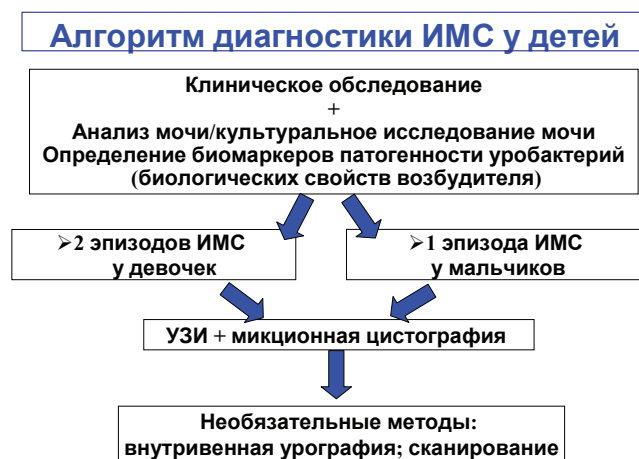 Алгоритм диагностики ИМС у детей
Клиническое обследование
+
Анализ мочи/культуральное исследование мочи
Определение биомаркеров патогенности уробактерий
(биологических свойств возбудителя)
➢2 эпизодов ИМС
у девочек
➢1 эпизода ИМС
у мальчиков
УЗИ + микционная цистография
Необязательные методы:
внутривенная урография; сканирование